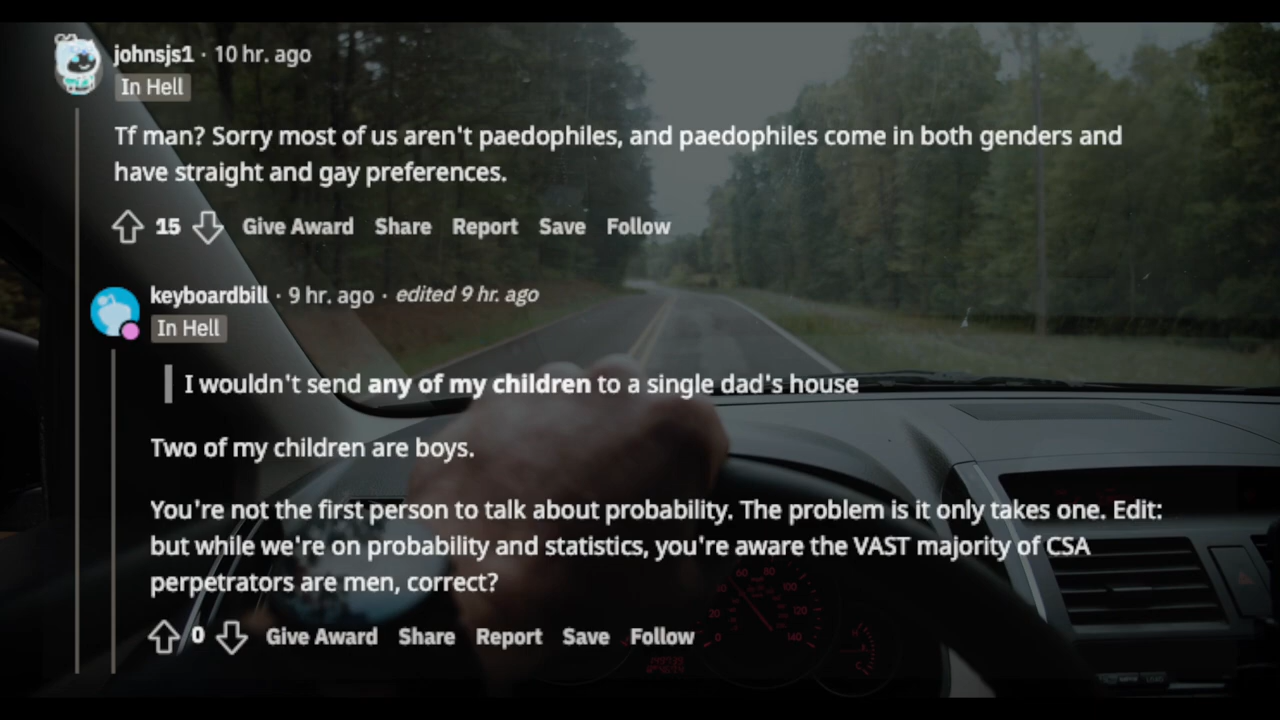 johnsjs1 · 10 hr. ago
In Hell
Tf man? Sorry most of us aren't paedophiles, and paedophiles come in both genders and
have straight and gay preferences.
15 Give Award Share Report Save Follow
keyboardbill · 9 hr. ago · edited 9 hr. ago
In Hell
I wouldn't send any of my children to a single dad's house
Two of my children are boys.
You're not the first person to talk about probability. The problem is it only takes one. Edit:
but while we're on probability and statistics, you're aware the VAST majority of CSA
perpetrators are men, correct?
0 Give Award Share Report Save Follow